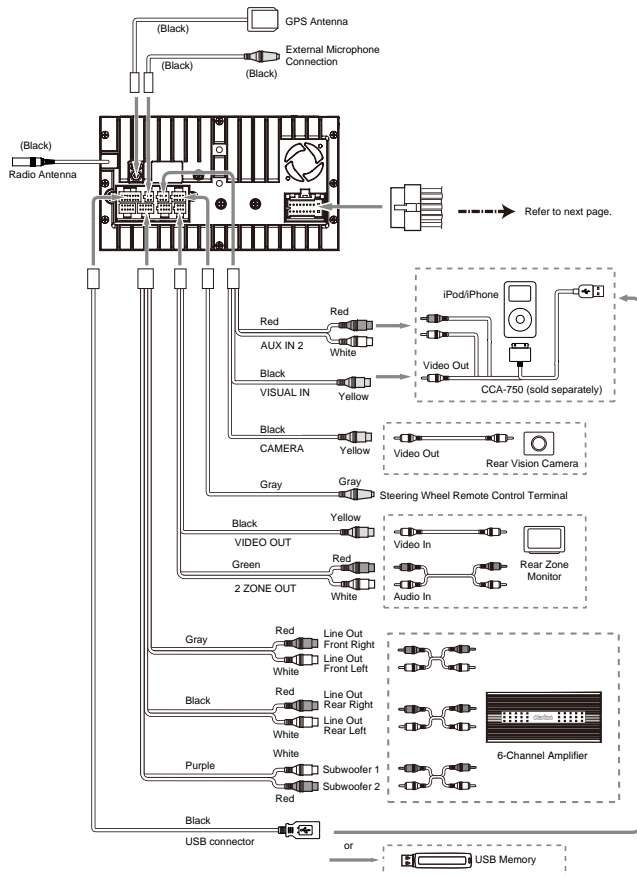 GPS Antenna
(Black)
External Microphone
Connection
(Black)
(Black)
(Black)
Radio Antenna
Refer to next page.
iPod/iPhone
Red
Red
AUX IN 2
White
Video Out
Black
VISUAL IN
Yellow
CCA-750 (sold separately)
Black
CAMERA
Yellow
Video Out
Rear Vision Camera
Gray
Gray
Steering Wheel Remote Control Terminal
Yellow
Black
VIDEO OUT
Video In
Green
Red
2 ZONE OUT
White
Audio In
Rear Zone
Monitor
Gray
Red
Line Out
Front Right
Line Out
Front Left
White
Black
Red
Line Out
Rear Right
Line Out
Rear Left
White
Clarion
6-Channel Amplifier
White
Purple
Subwoofer 1
Subwoofer 2
Red
Black
USB connector
or
USB Memory